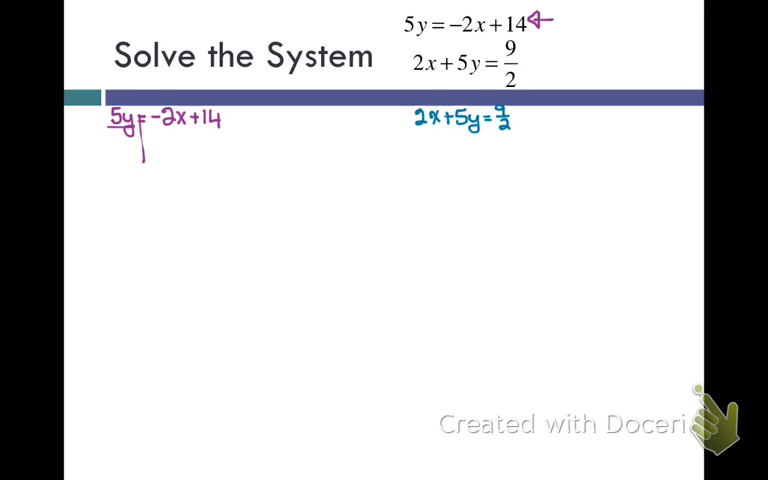 5y = −2x + 14
Solve the System
2x + 5y = 9/2
5y = -2x + 14
2x + 5y = 9/2
Created with Doceri